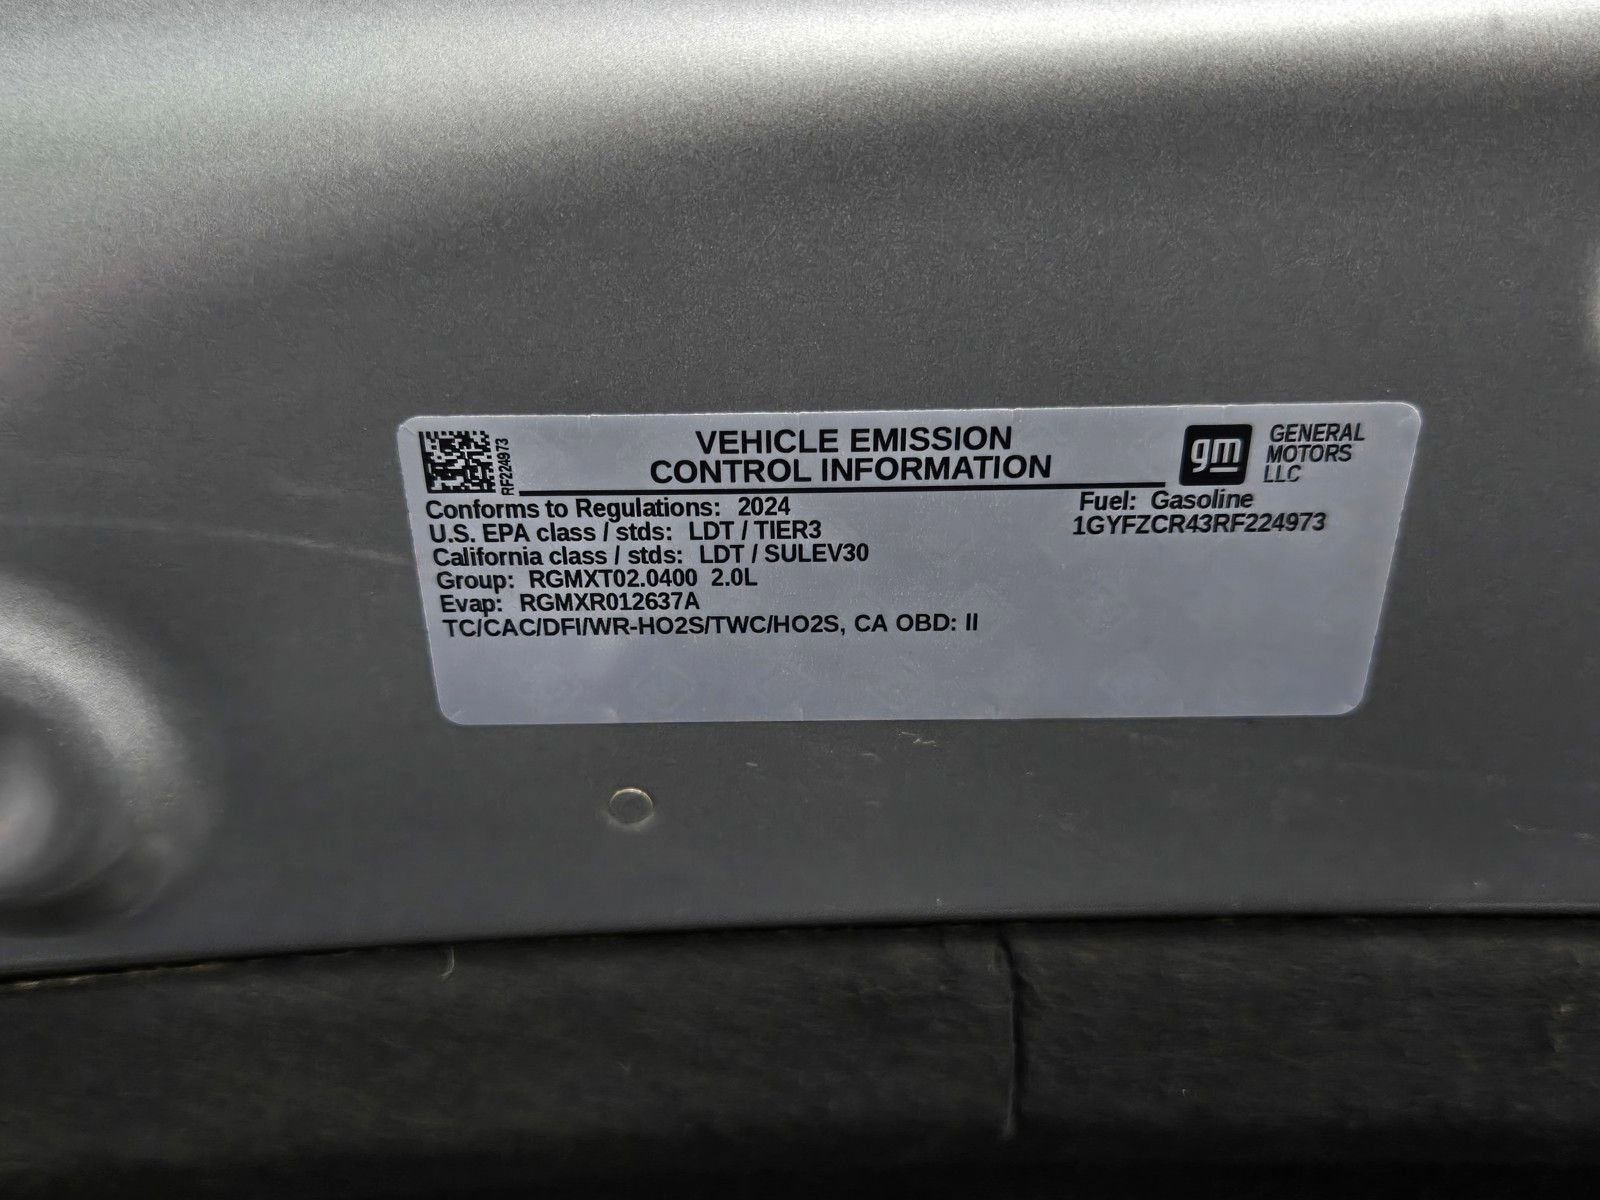 RF224973
VEHICLE EMISSION
CONTROL INFORMATION
gm
GENERAL
MOTORS
LLC
Conforms to Regulations: 2024
Fuel: Gasoline
U.S. EPA class / stds: LDT / TIER3
1GYFZCR43RF224973
California class / stds: LDT / SULEV30
Group: RGMXT02.0400 2.0L
Evap: RGMXR012637A
TC/CAC/DFI/WR-HO2S/TWC/HO2S, CA OBD: II